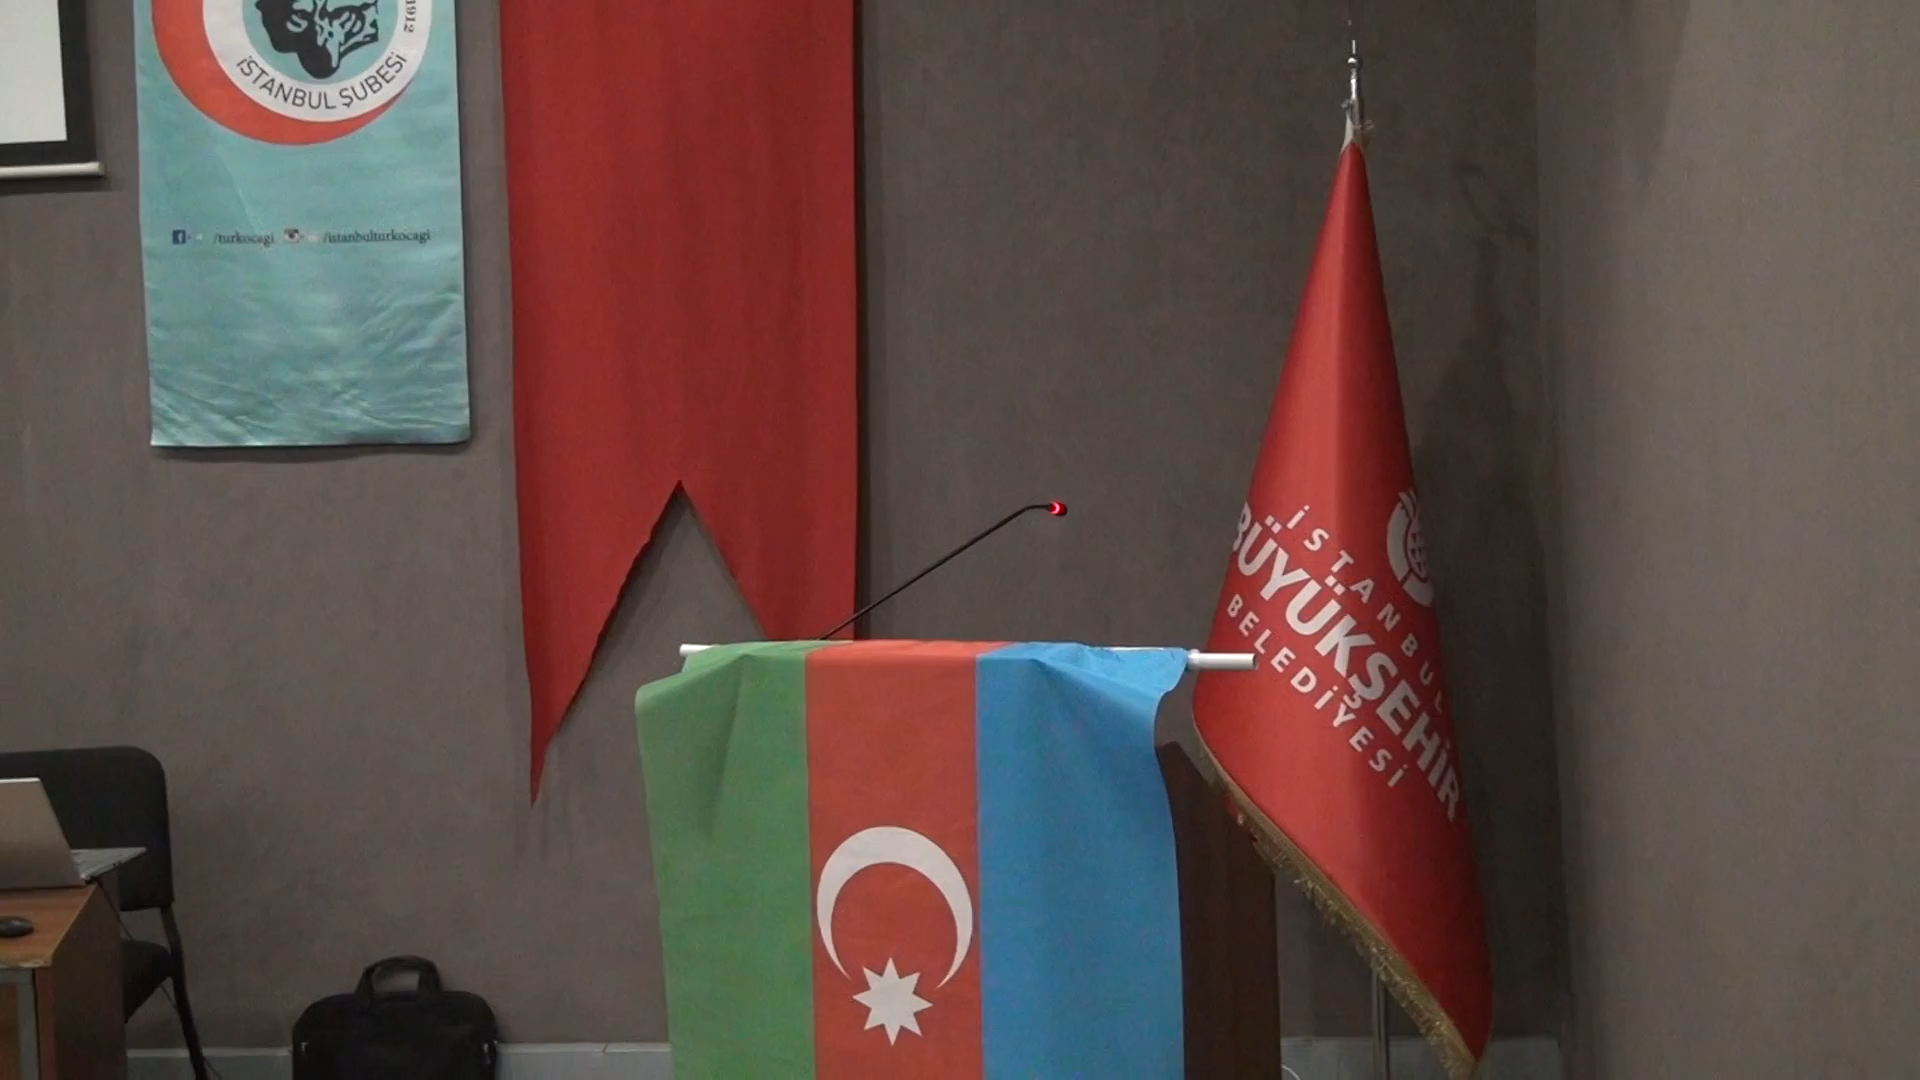 1912
İSTANBUL ŞUBESİ
/turkocagi /istanbulturkocagi
İSTANBUL
BÜYÜKŞEHİR
BELEDİYESİ